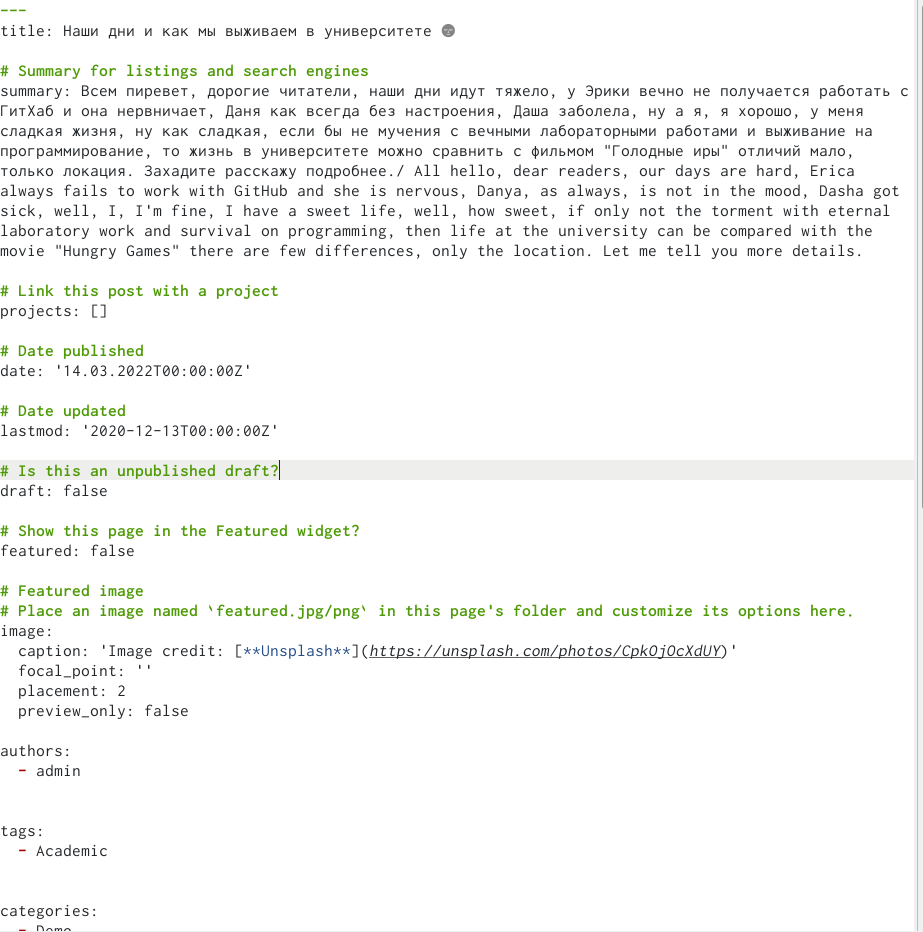 ---
title: Наши дни и как мы выживаем в университете 🌚
# Summary for listings and search engines
summary: Всем пиревет, дорогие читатели, наши дни идут тяжело, у Эрики вечно не получается работать с
ГитХаб и она нервничает, Даня как всегда без настроения, Даша заболела, ну а я, я хорошо, у меня
сладкая жизня, ну как сладкая, если бы не мучения с вечными лабораторными работами и выживание на
программирование, то жизнь в университете можно сравнить с фильмом "Голодные иры" отличий мало,
только локация. Захадите расскажу подробнее./ All hello, dear readers, our days are hard, Erica
always fails to work with GitHub and she is nervous, Danya, as always, is not in the mood, Dasha got
sick, well, I, I'm fine, I have a sweet life, well, how sweet, if only not the torment with eternal
laboratory work and survival on programming, then life at the university can be compared with the
movie "Hungry Games" there are few differences, only the location. Let me tell you more details.
# Link this post with a project
projects: []
# Date published
date: '14.03.2022T00:00:00Z'
# Date updated
lastmod: '2020-12-13T00:00:00Z'
# Is this an unpublished draft?
draft: false
# Show this page in the Featured widget?
featured: false
# Featured image
# Place an image named `featured.jpg/png` in this page's folder and customize its options here.
image:
  caption: 'Image credit: [**Unsplash**](https://unsplash.com/photos/CpkOjOcXdUY)'
  focal_point: ''
  placement: 2
  preview_only: false
authors:
  - admin
tags:
  - Academic
categories:
  - Demo